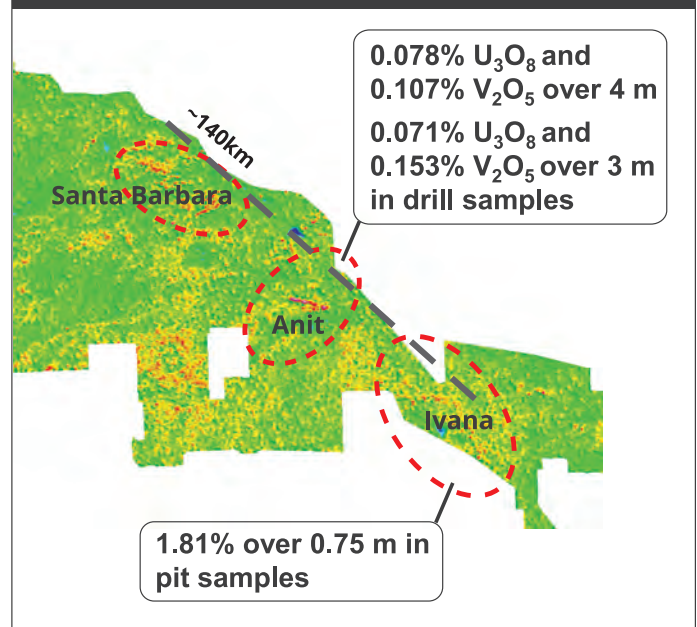 0.078% U₃O₈ and
0.107% V₂O₅ over 4 m
0.071% U₃O₈ and
0.153% V₂O₅ over 3 m
in drill samples
~140km
Santa Barbara
Anit
Ivana
1.81% over 0.75 m in
pit samples